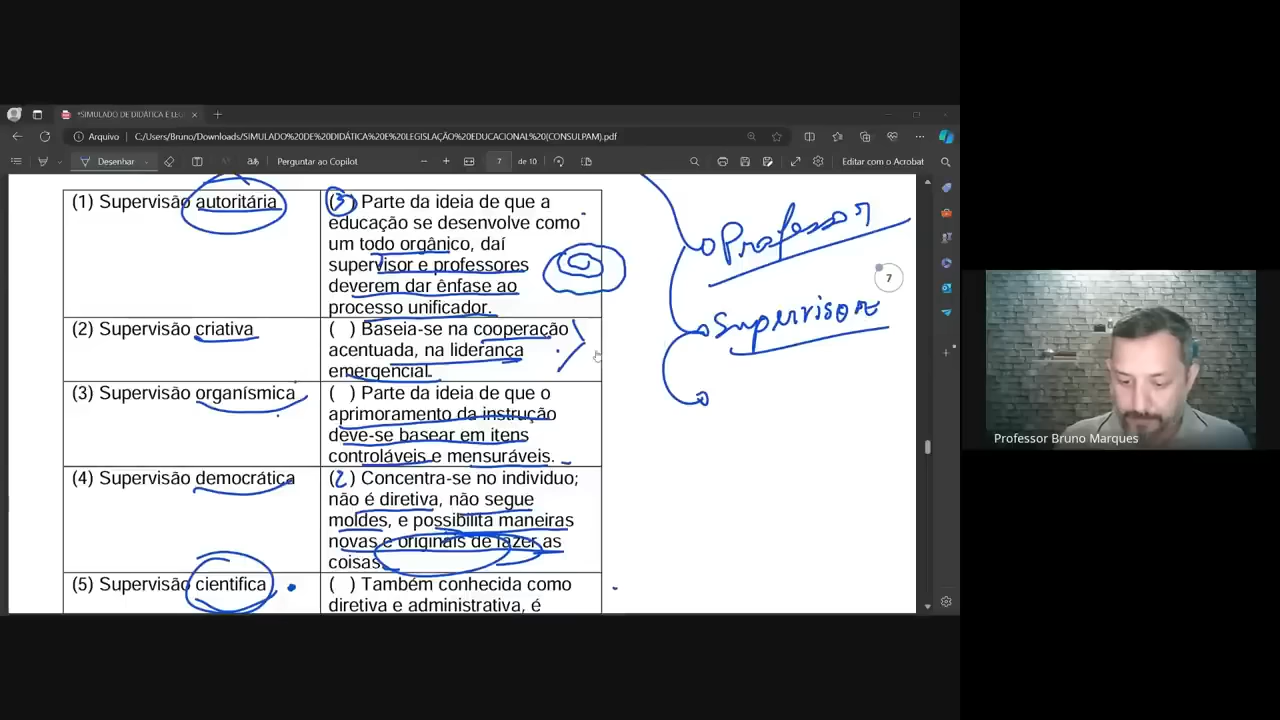 *SIMULADO DE DIDÁTICA E LEG
Arquivo
C:/Users/Bruno/Downloads/SIMULADO%20DE%20DIDÁTICA%20E%20LEGISLAÇÃO%20EDUCACIONAL%20(CONSULPAM).pdf
Desenhar
Perguntar ao Copilot
7
de 10
Editar com o Acrobat
(1) Supervisão autoritária
(3) Parte da ideia de que a
educação se desenvolve como
um todo orgânico, daí
supervisor e professores
deverem dar ênfase ao
processo unificador.
(2) Supervisão criativa
( ) Baseia-se na cooperação
acentuada, na liderança
emergencial.
(3) Supervisão organísmica
( ) Parte da ideia de que o
aprimoramento da instrução
deve-se basear em itens
controláveis e mensuráveis.
(4) Supervisão democrática
(2) Concentra-se no individuo;
não é diretiva, não segue
moldes, e possibilita maneiras
novas e originais de fazer as
coisas.
(5) Supervisão cientifica
( ) Também conhecida como
diretiva e administrativa, é
Professor
7
Supervisor
Professor Bruno Marques